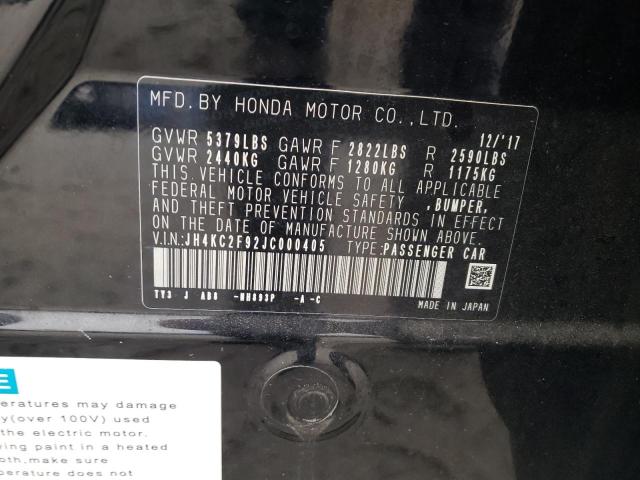 MFD. BY HONDA MOTOR CO., LTD.
12/'17
GVWR 5379LBS GAWR F 2822LBS R 2590LBS
GVWR 2440KG GAWR F 1280KG R 1175KG
THIS VEHICLE CONFORMS TO ALL APPLICABLE
FEDERAL MOTOR VEHICLE SAFETY ,BUMPER,
AND THEFT PREVENTION STANDARDS IN EFFECT
ON THE DATE OF MANUFACTURE SHOWN ABOVE.
V.I.N: JH4KC2F92JC000405 TYPE: PASSENGER CAR
TY3 J AB0 -NH893P -A -C
MADE IN JAPAN
E
eratures may damage
y(over 100V) used
the electric motor.
ing paint in a heated
oth, make sure
perature does not